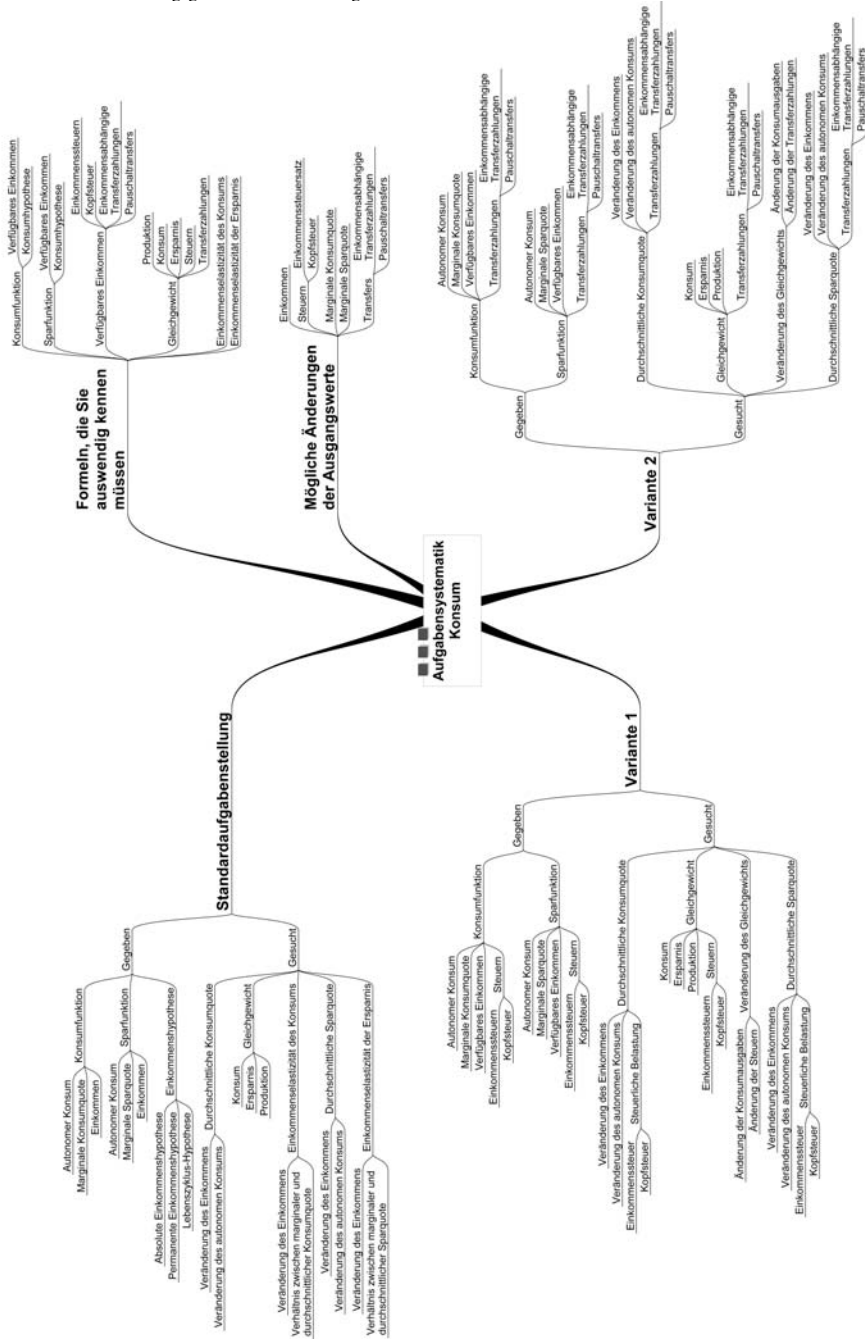 Aufgabensystematik
Konsum
Formeln, die Sie
auswendig kennen
müssen
Konsumfunktion
Verfügbares Einkommen
Konsumhypothese
Sparfunktion
Verfügbares Einkommen
Konsumhypothese
Verfügbares Einkommen
Einkommenssteuern
Kopfsteuer
Einkommensabhängige
Transferzahlungen
Pauschaltransfers
Gleichgewicht
Produktion
Konsum
Ersparnis
Steuern
Transferzahlungen
Einkommenselastizität des Konsums
Einkommenselastizität der Ersparnis
Mögliche Änderungen
der Ausgangswerte
Einkommen
Steuern
Einkommenssteuersatz
Kopfsteuer
Marginale Konsumquote
Marginale Sparquote
Transfers
Einkommensabhängige
Transferzahlungen
Pauschaltransfers
Variante 2
Gegeben
Konsumfunktion
Autonomer Konsum
Marginale Konsumquote
Verfügbares Einkommen
Transferzahlungen
Einkommensabhängige
Transferzahlungen
Pauschaltransfers
Sparfunktion
Autonomer Konsum
Marginale Sparquote
Verfügbares Einkommen
Transferzahlungen
Einkommensabhängige
Transferzahlungen
Pauschaltransfers
Gesucht
Durchschnittliche Konsumquote
Veränderung des Einkommens
Veränderung des autonomen Konsums
Transferzahlungen
Einkommensabhängige
Transferzahlungen
Pauschaltransfers
Gleichgewicht
Konsum
Ersparnis
Produktion
Transferzahlungen
Einkommensabhängige
Transferzahlungen
Pauschaltransfers
Veränderung des Gleichgewichts
Änderung der Konsumausgaben
Änderung der Transferzahlungen
Durchschnittliche Sparquote
Veränderung des Einkommens
Veränderung des autonomen Konsums
Transferzahlungen
Einkommensabhängige
Transferzahlungen
Pauschaltransfers
Standardaufgabenstellung
Gegeben
Konsumfunktion
Autonomer Konsum
Marginale Konsumquote
Einkommen
Sparfunktion
Autonomer Konsum
Marginale Sparquote
Einkommen
Einkommenshypothese
Absolute Einkommenshypothese
Permanente Einkommenshypothese
Lebenszyklus-Hypothese
Gesucht
Durchschnittliche Konsumquote
Veränderung des Einkommens
Veränderung des autonomen Konsums
Gleichgewicht
Konsum
Ersparnis
Produktion
Einkommenselastizität des Konsums
Veränderung des Einkommens
Verhältnis zwischen marginaler und
durchschnittlicher Konsumquote
Durchschnittliche Sparquote
Veränderung des Einkommens
Veränderung des autonomen Konsums
Einkommenselastizität der Ersparnis
Veränderung des Einkommens
Verhältnis zwischen marginaler und
durchschnittlicher Sparquote
Variante 1
Gegeben
Konsumfunktion
Autonomer Konsum
Marginale Konsumquote
Verfügbares Einkommen
Steuern
Einkommenssteuern
Kopfsteuer
Sparfunktion
Autonomer Konsum
Marginale Sparquote
Verfügbares Einkommen
Steuern
Einkommenssteuern
Kopfsteuer
Gesucht
Durchschnittliche Konsumquote
Veränderung des Einkommens
Veränderung des autonomen Konsums
Steuerliche Belastung
Einkommenssteuer
Kopfsteuer
Gleichgewicht
Konsum
Ersparnis
Produktion
Steuern
Einkommenssteuern
Kopfsteuer
Veränderung des Gleichgewichts
Änderung der Konsumausgaben
Änderung der Steuern
Durchschnittliche Sparquote
Veränderung des Einkommens
Veränderung des autonomen Konsums
Steuerliche Belastung
Einkommenssteuer
Kopfsteuer